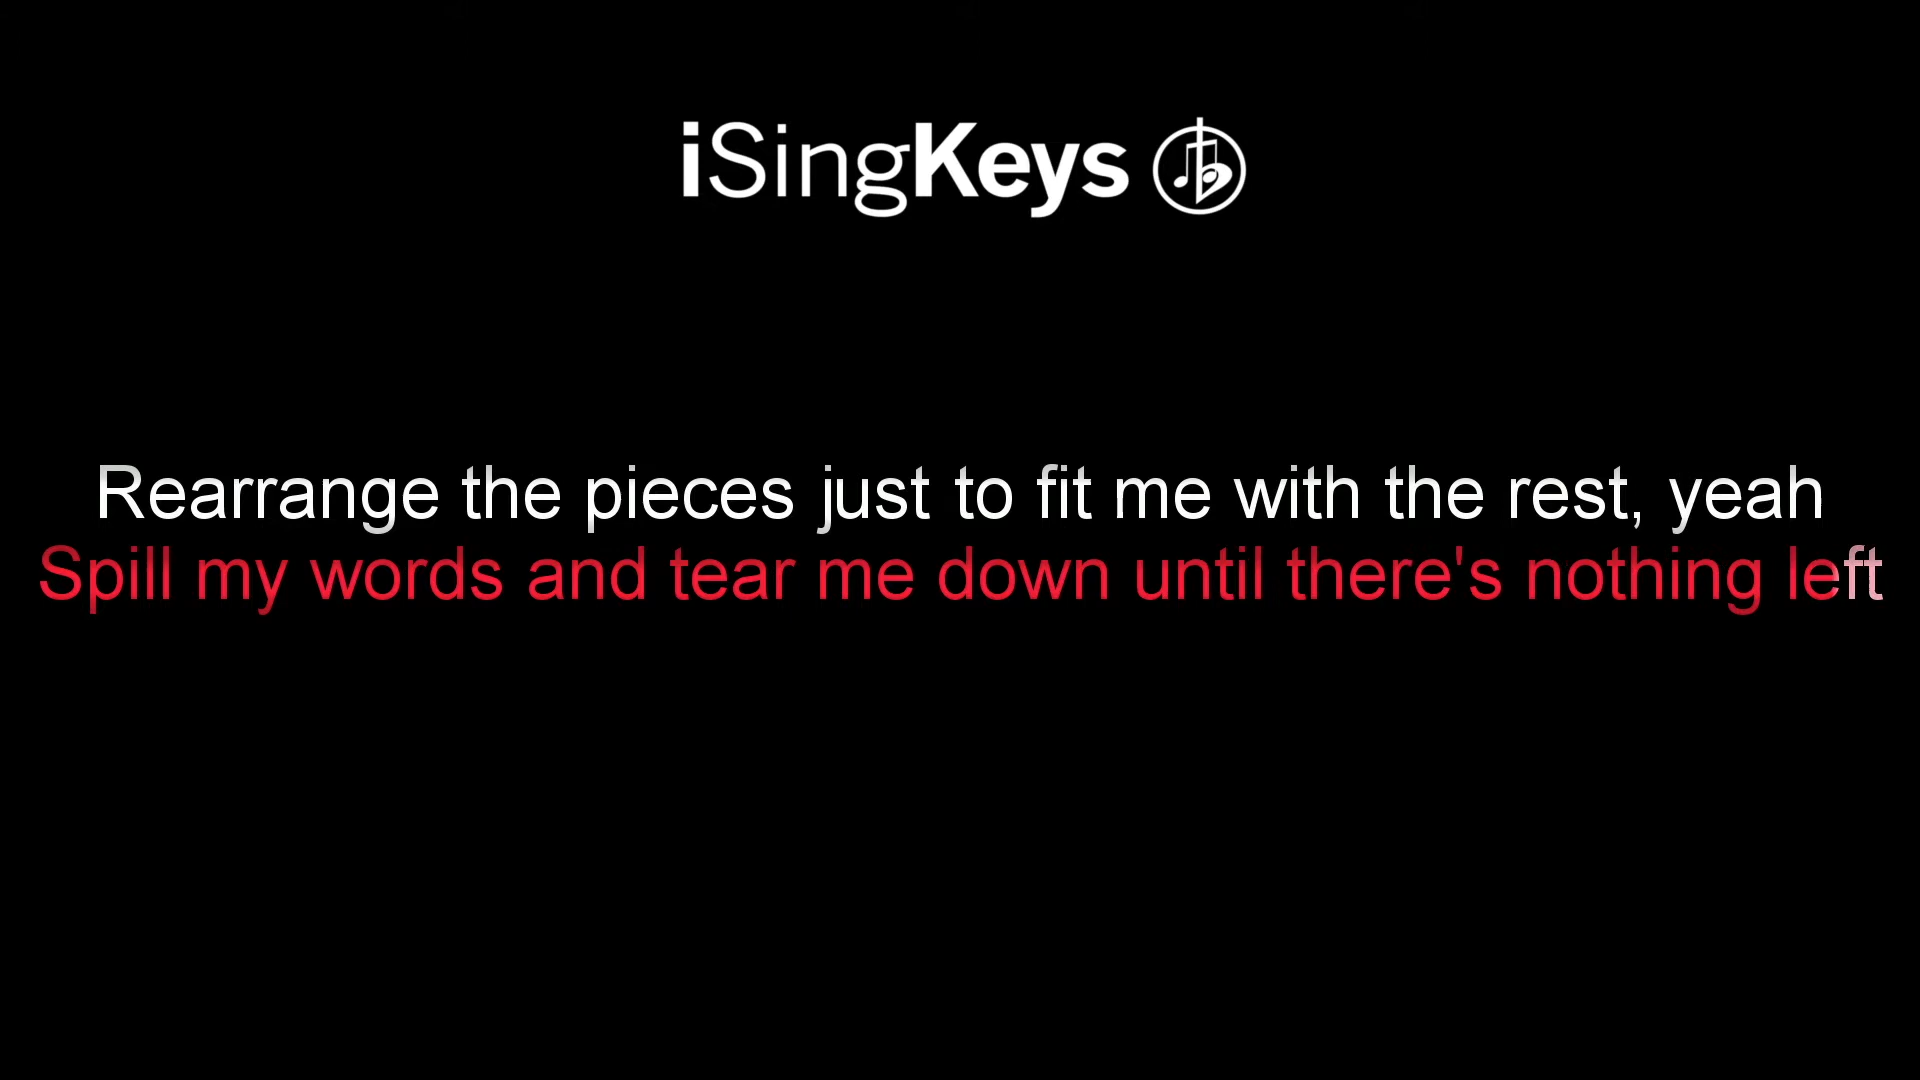 iSingKeys
Rearrange the pieces just to fit me with the rest, yeah
Spill my words and tear me down until there's nothing left